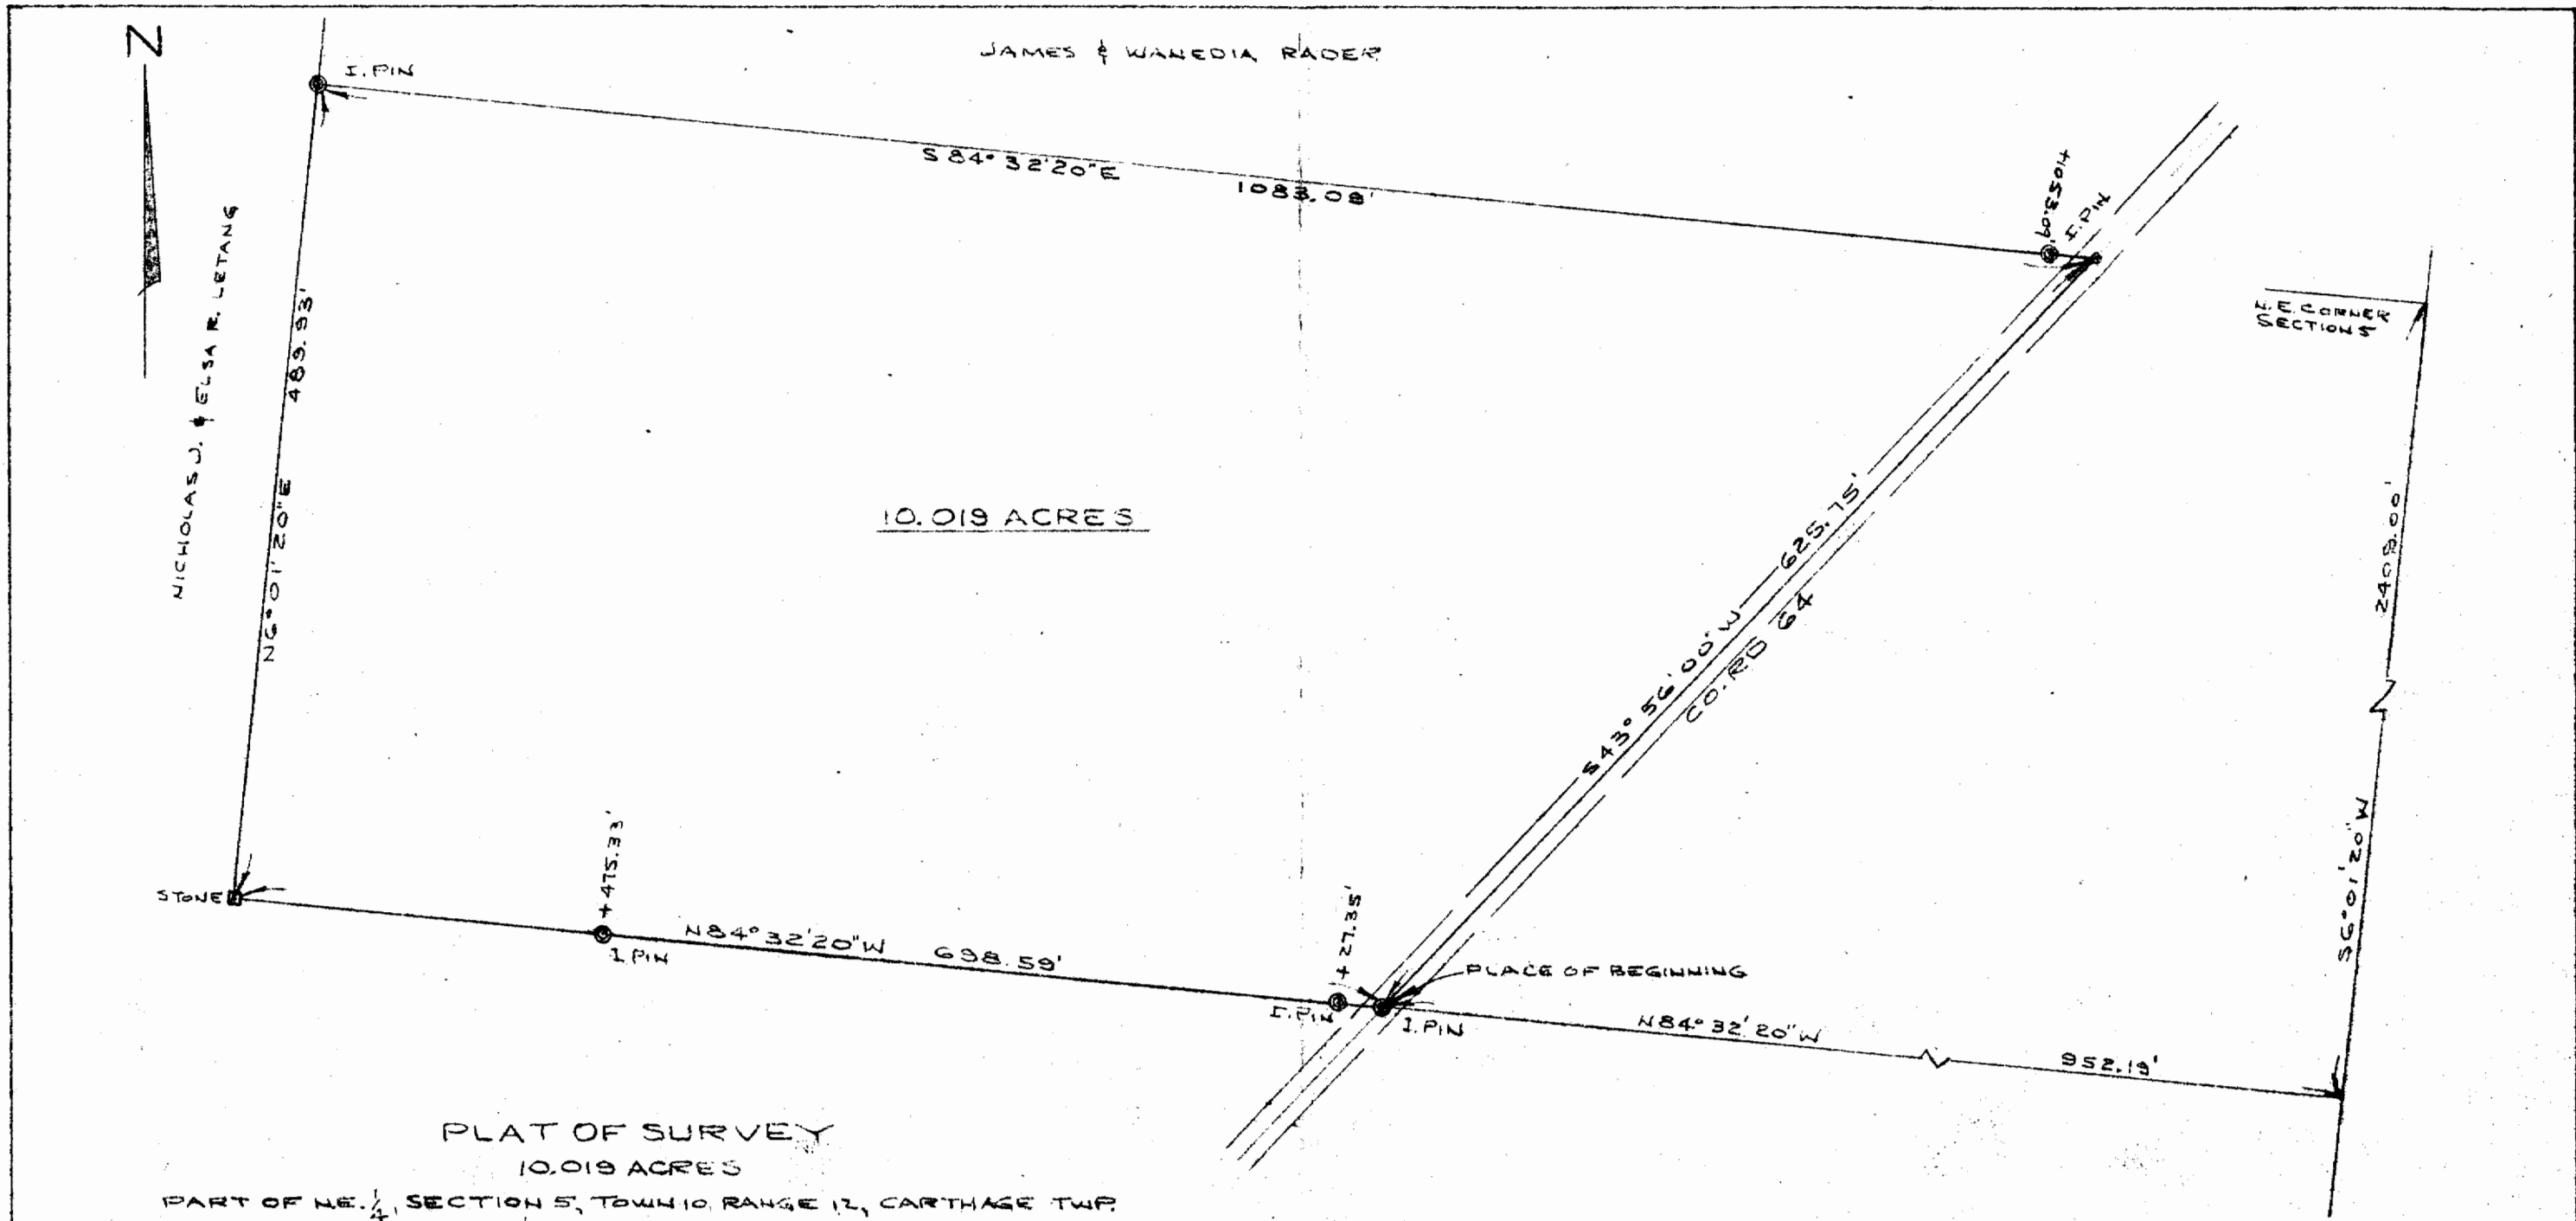 N
I. PIN
JAMES & WANEDIA RADER
S 84° 32' 20" E
1083.08'
+1055.09'
I. PIN
N.E. CORNER
SECTION 5
NICHOLAS J. & ELSA R. LETANG
489.93'
N 6° 01' 20" E
10.019 ACRES
S 43° 56' 00" W 625.75'
CO. RD 64
2408.00'
S 6° 01' 20" W
STONE
+ 475.33'
I. PIN
N 84° 32' 20" W 698.59'
+ 27.35'
I. PIN
PLACE OF BEGINNING
I. PIN
N 84° 32' 20" W
952.19'
PLAT OF SURVEY
10.019 ACRES
PART OF NE. 1/4, SECTION 5, TOWN 10, RANGE 12, CARTHAGE TWP.